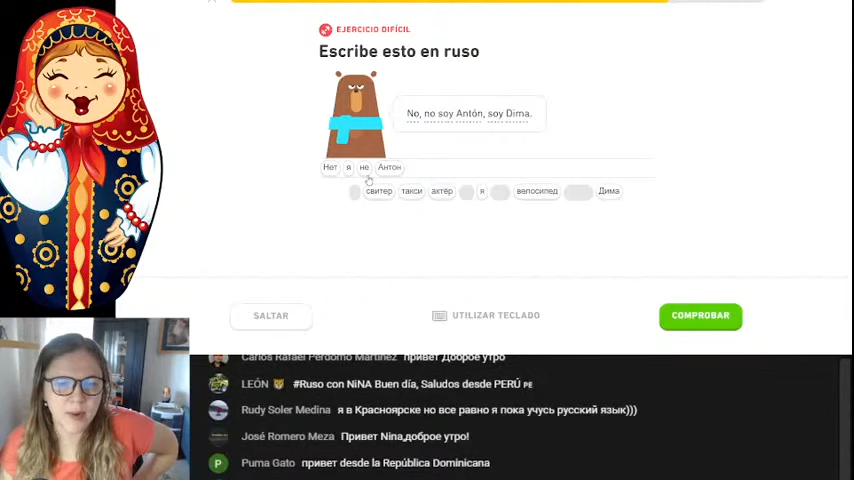 EJERCICIO DIFÍCIL
Escribe esto en ruso
No, no soy Antón, soy Dima.
Нет я не Антон
свитер такси актёр я велосипед Дима
SALTAR UTILIZAR TECLADO COMPROBAR
Carlos Rafael Perdomo Martinez привет Доброе утро
LEÓN 🐯 #Ruso con NiNA Buen día, Saludos desde PERÚ PE
Rudy Soler Medina я в Красноярске но все равно я пока учусь русский язык)))
José Romero Meza Привет Nina,доброе утро!
P Puma Gato привет desde la República Dominicana